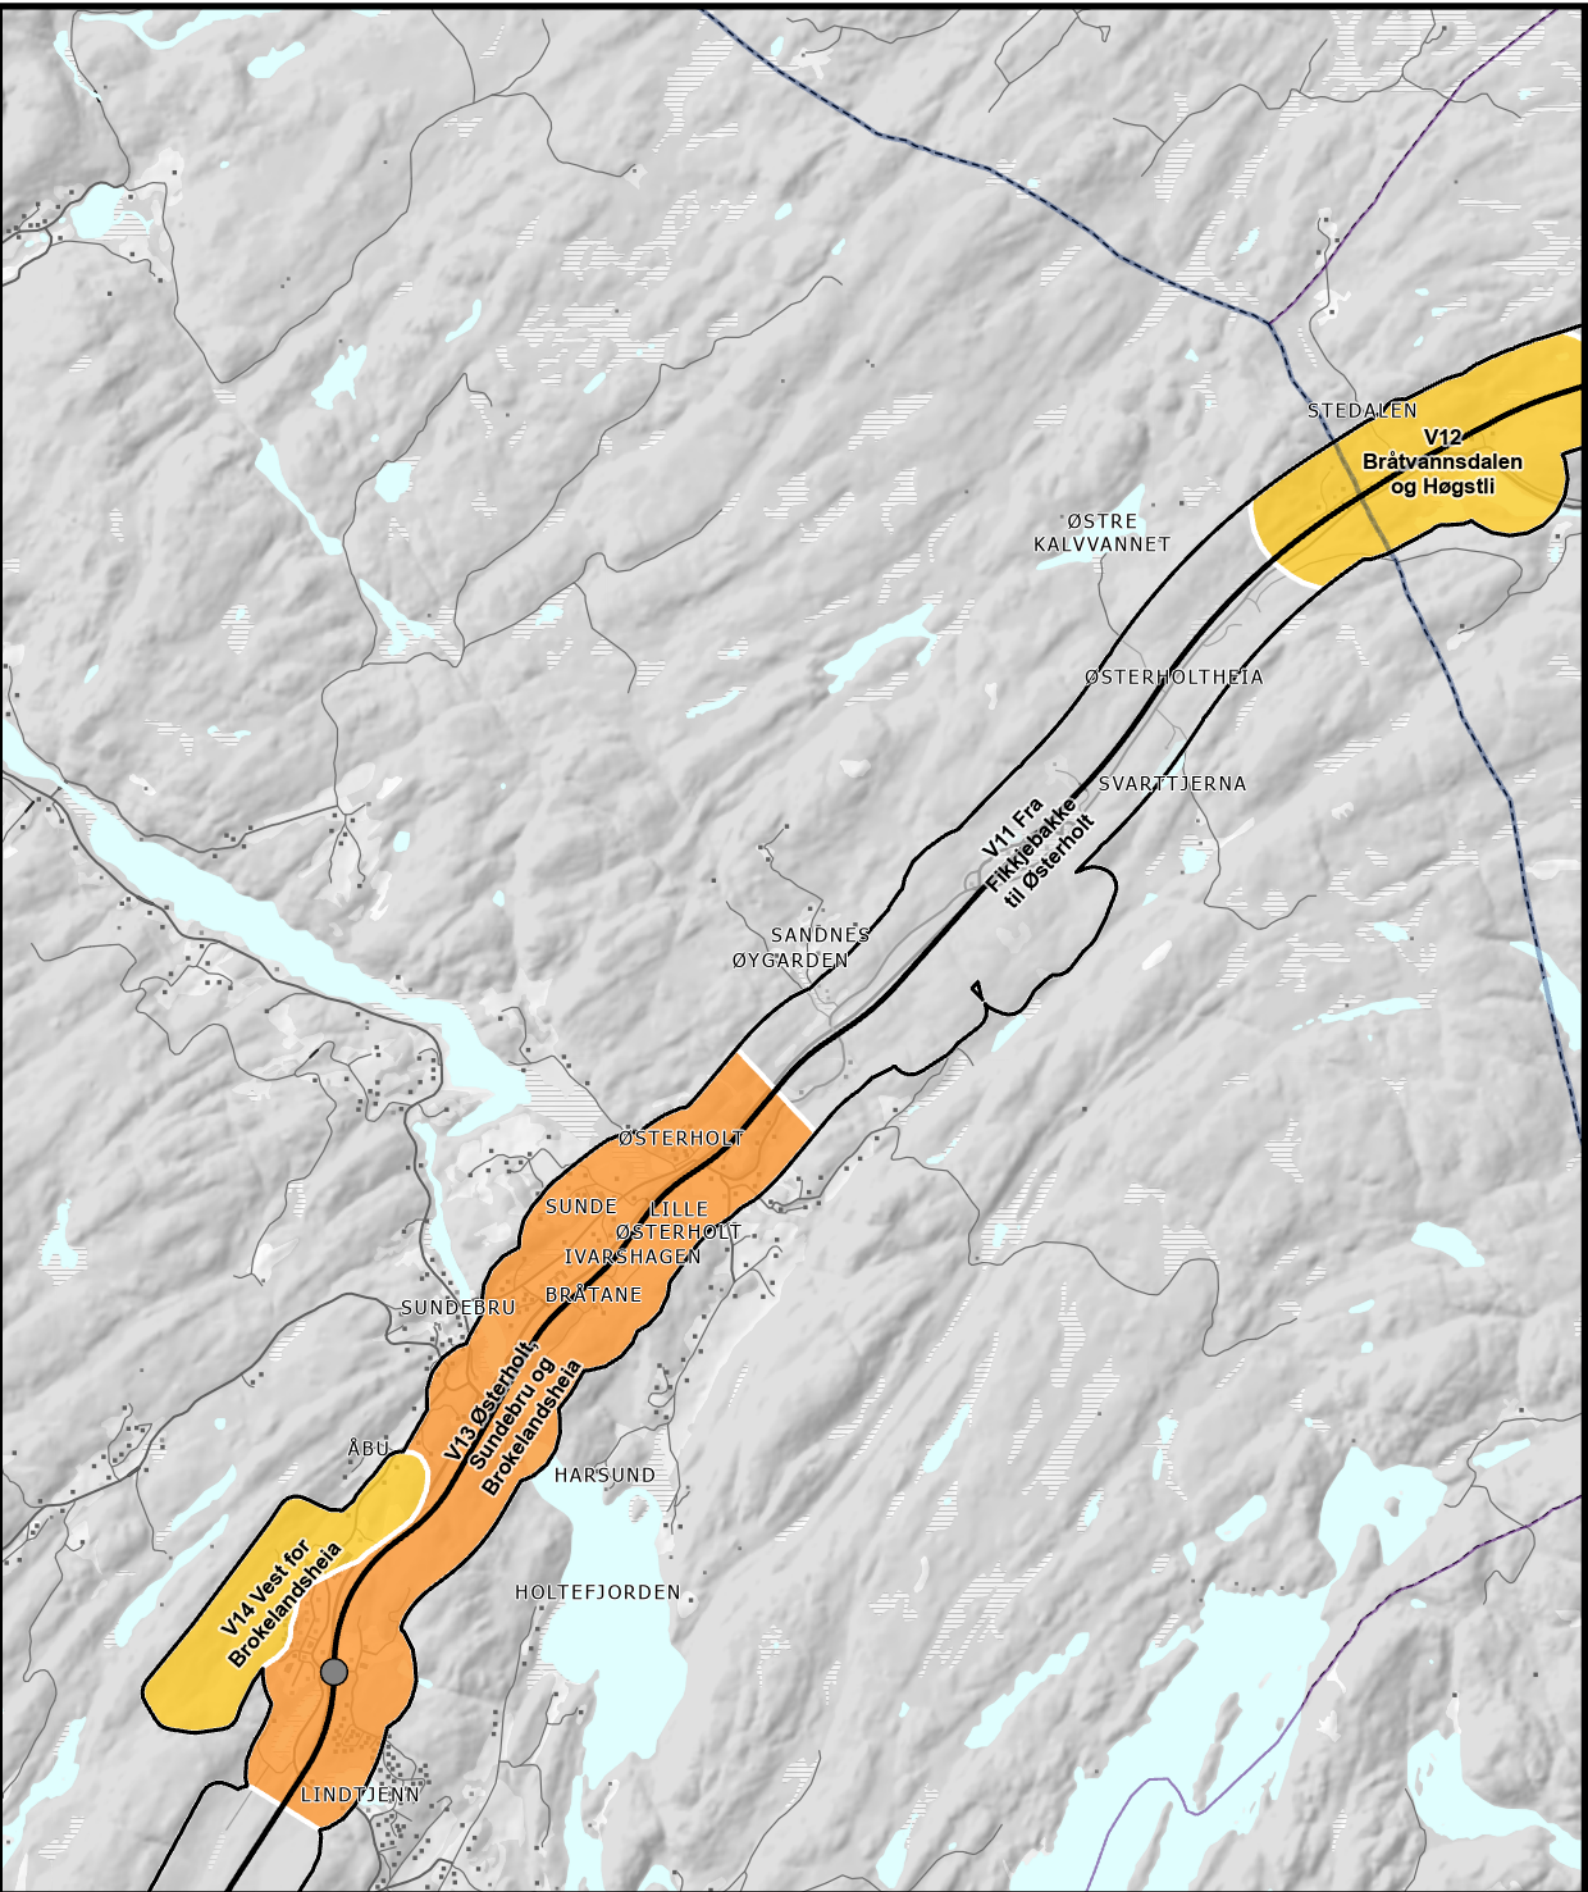 STEDALEN
V12
Bråtvannsdalen
og Høgstli
ØSTRE
KALVVANNET
ØSTERHOLTHEIA
SVARTTJERNA
V11 Fra
Fikkjebakke
til Østerholt
SANDNES
ØYGARDEN
ØSTERHOLT
SUNDE
LILLE
ØSTERHOLT
IVARSHAGEN
BRÅTANE
SUNDEBRU
V13 Østerholt,
Sundebru og
Brokelandsheia
ÅBU
HARSUND
V14 Vest for
Brokelandsheia
HOLTEFJORDEN
LINDTJENN